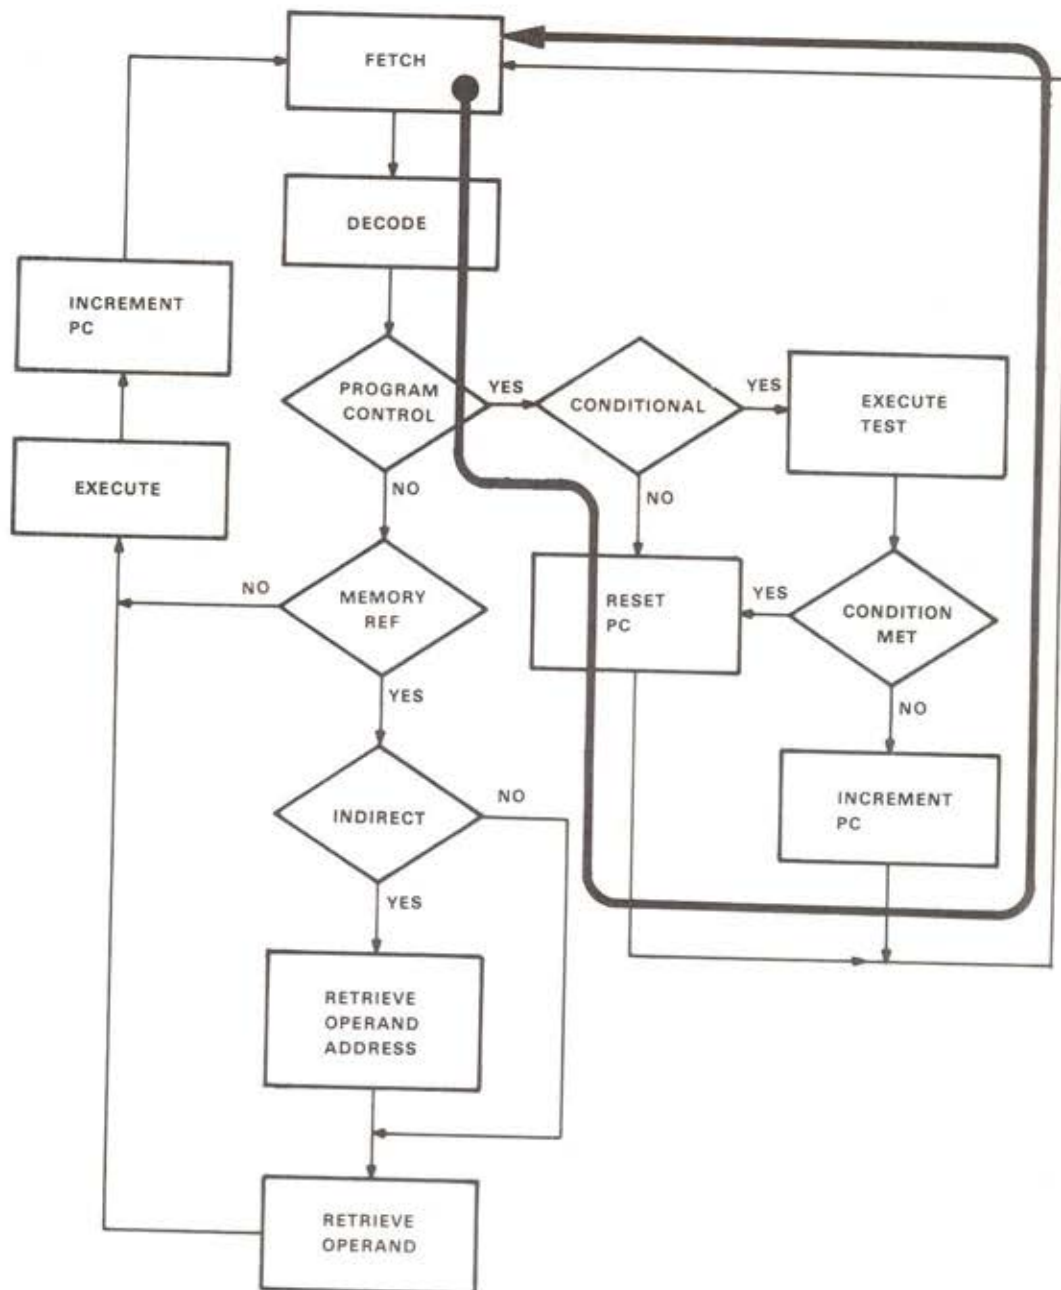 FETCH
DECODE
INCREMENT
PC
PROGRAM
CONTROL
YES
CONDITIONAL
YES
EXECUTE
TEST
NO
NO
EXECUTE
NO
MEMORY
REF
RESET
PC
YES
CONDITION
MET
YES
NO
INDIRECT
NO
INCREMENT
PC
YES
RETRIEVE
OPERAND
ADDRESS
RETRIEVE
OPERAND